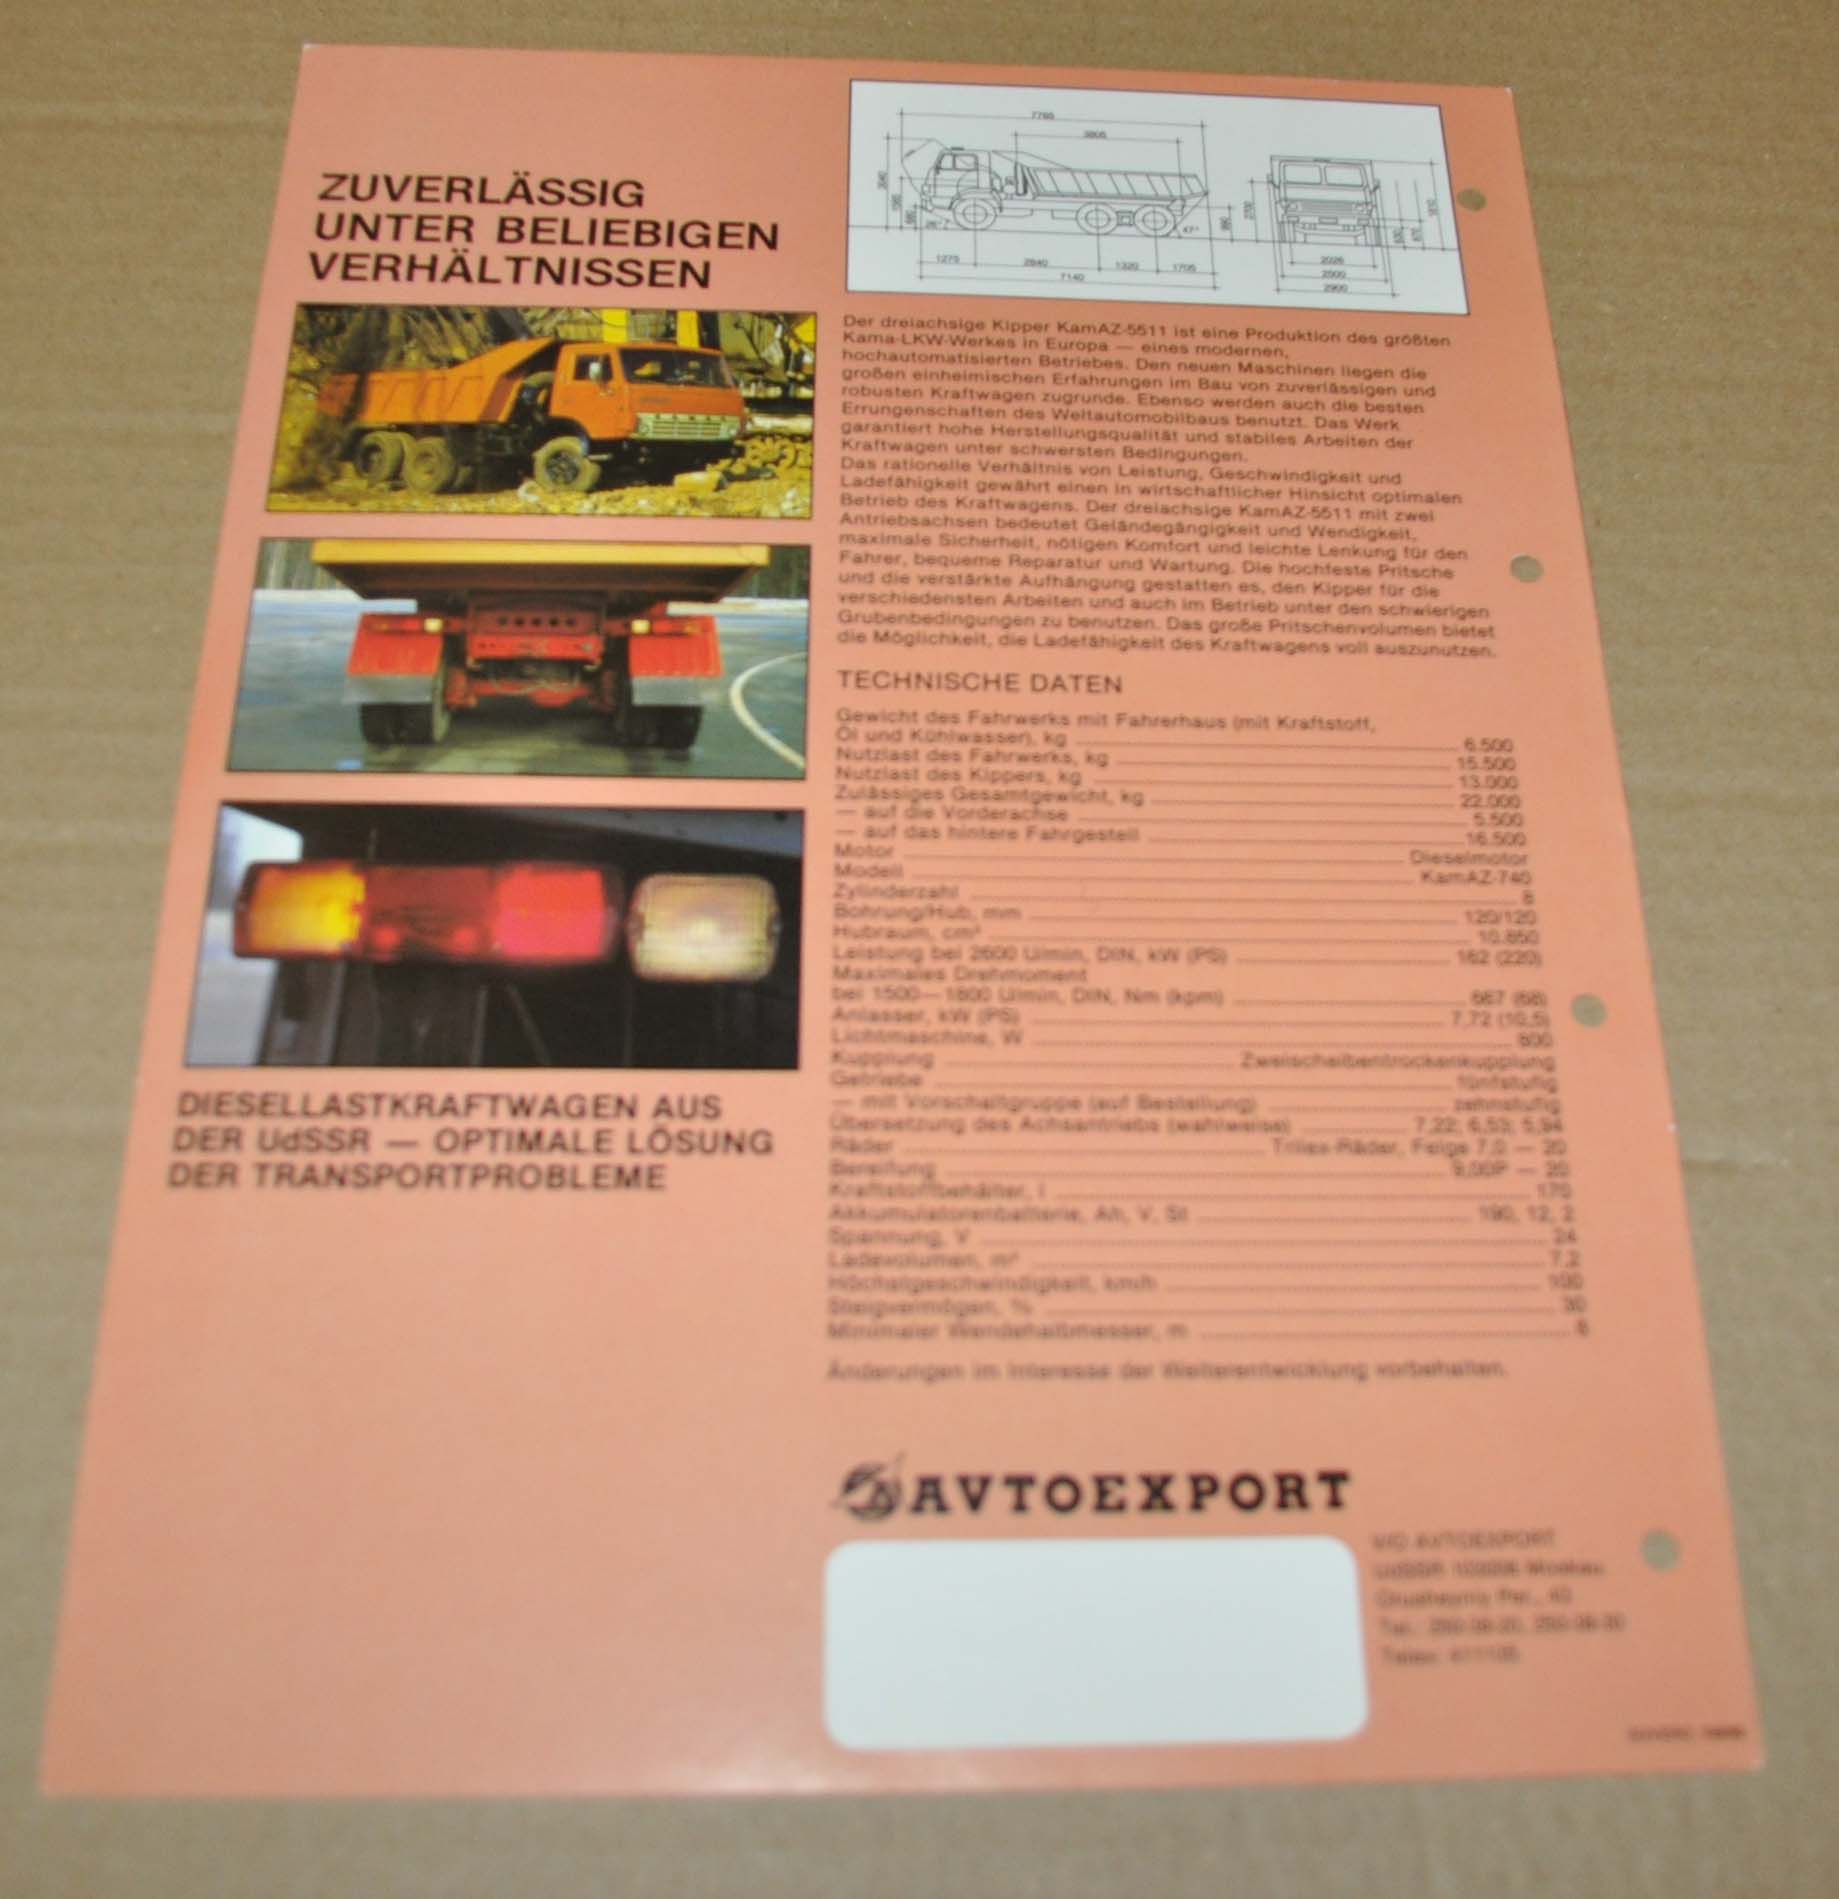 ZUVERLÄSSIG
UNTER BELIEBIGEN
VERHÄLTNISSEN
DIESELLASTKRAFTWAGEN AUS
DER UdSSR — OPTIMALE LÖSUNG
DER TRANSPORTPROBLEME
7765
3805
47°
1275
2840
1320
1705
7140
2026
2500
2900
Der dreiachsige Kipper KamAZ-5511 ist eine Produktion des größten
Kama-LKW-Werkes in Europa — eines modernen,
hochautomatisierten Betriebes. Den neuen Maschinen liegen die
großen einheimischen Erfahrungen im Bau von zuverlässigen und
robusten Kraftwagen zugrunde. Ebenso werden auch die besten
Errungenschaften des Weltautomobilbaus benutzt. Das Werk
garantiert hohe Herstellungsqualität und stabiles Arbeiten der
Kraftwagen unter schwersten Bedingungen.
Das rationelle Verhältnis von Leistung, Geschwindigkeit und
Ladefähigkeit gewährt einen in wirtschaftlicher Hinsicht optimalen
Betrieb des Kraftwagens. Der dreiachsige KamAZ-5511 mit zwei
Antriebsachsen bedeutet Geländegängigkeit und Wendigkeit,
maximale Sicherheit, nötigen Komfort und leichte Lenkung für den
Fahrer, bequeme Reparatur und Wartung. Die hochfeste Pritsche
und die verstärkte Aufhängung gestatten es, den Kipper für die
verschiedensten Arbeiten und auch im Betrieb unter den schwierigen
Grubenbedingungen zu benutzen. Das große Pritschenvolumen bietet
die Möglichkeit, die Ladefähigkeit des Kraftwagens voll auszunutzen.
TECHNISCHE DATEN
Gewicht des Fahrwerks mit Fahrerhaus (mit Kraftstoff,
Öl und Kühlwasser), kg 6.500
Nutzlast des Fahrwerks, kg 15.500
Nutzlast des Kippers, kg 13.000
Zulässiges Gesamtgewicht, kg 22.000
— auf die Vorderachse 5.500
— auf das hintere Fahrgestell 16.500
Motor Dieselmotor
Modell KamAZ-740
Zylinderzahl 8
Bohrung/Hub, mm 120/120
Hubraum, cm³ 10.850
Leistung bei 2600 U/min, DIN, kW (PS) 162 (220)
Maximales Drehmoment
bei 1500—1800 U/min, DIN, Nm (kpm) 667 (68)
Anlasser, kW (PS) 7,72 (10,5)
Lichtmaschine, W 800
Kupplung Zweischeibentrockenkupplung
Getriebe fünfstufig
— mit Vorschaltgruppe (auf Bestellung) zehnstufig
Übersetzung des Achsantriebs (wahlweise) 7,22; 6,53; 5,94
Räder Trilex-Räder, Felge 7,0 — 20
Bereifung 9,00P — 20
Kraftstoffbehälter, l 170
Akkumulatorenbatterie, Ah, V, St 190, 12, 2
Spannung, V 24
Ladevolumen, m³ 7,2
Höchstgeschwindigkeit, km/h 100
Steigvermögen, % 30
Minimaler Wendehalbmesser, m 8
Änderungen im Interesse der Weiterentwicklung vorbehalten.
AVTOEXPORT
V/O AVTOEXPORT
UdSSR Moskau